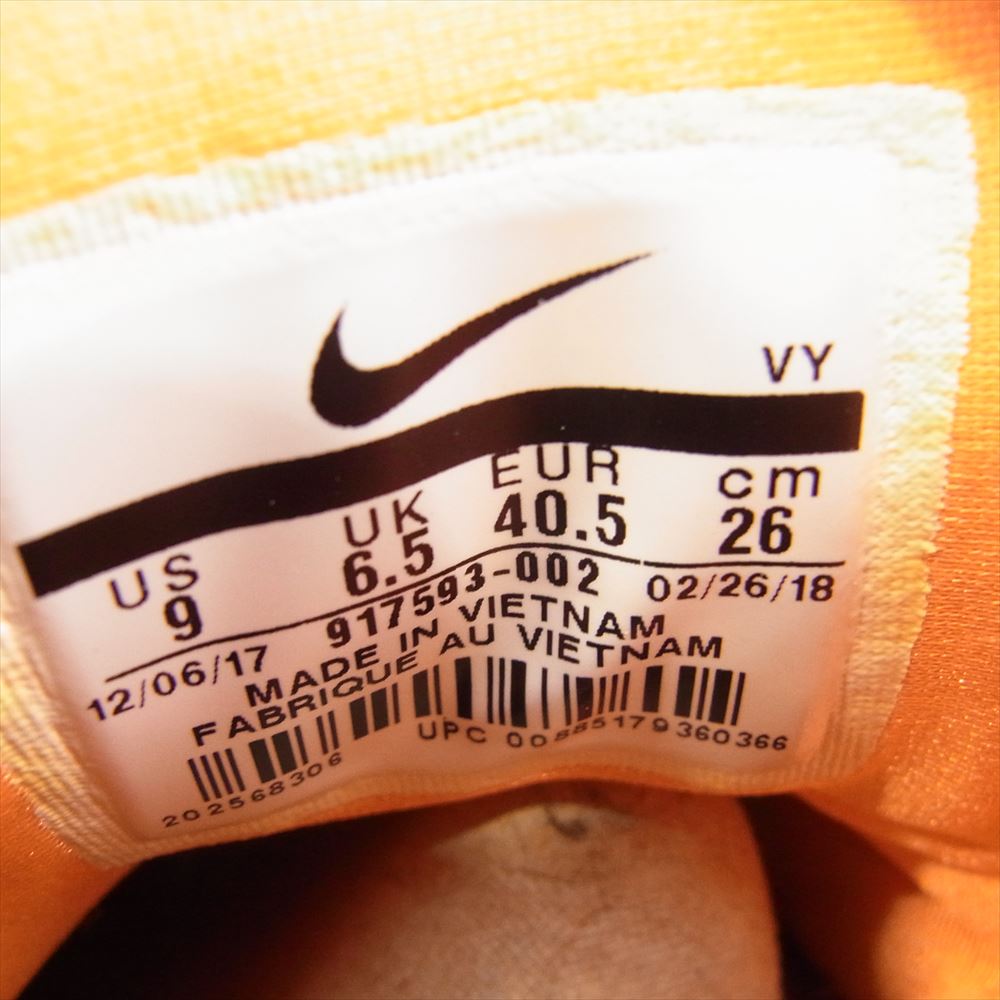 VY
US UK EUR cm
9 6.5 40.5 26
12/06/17 917593-002 02/26/18
MADE IN VIETNAM
FABRIQUE AU VIETNAM
UPC 00885179360366
202568306